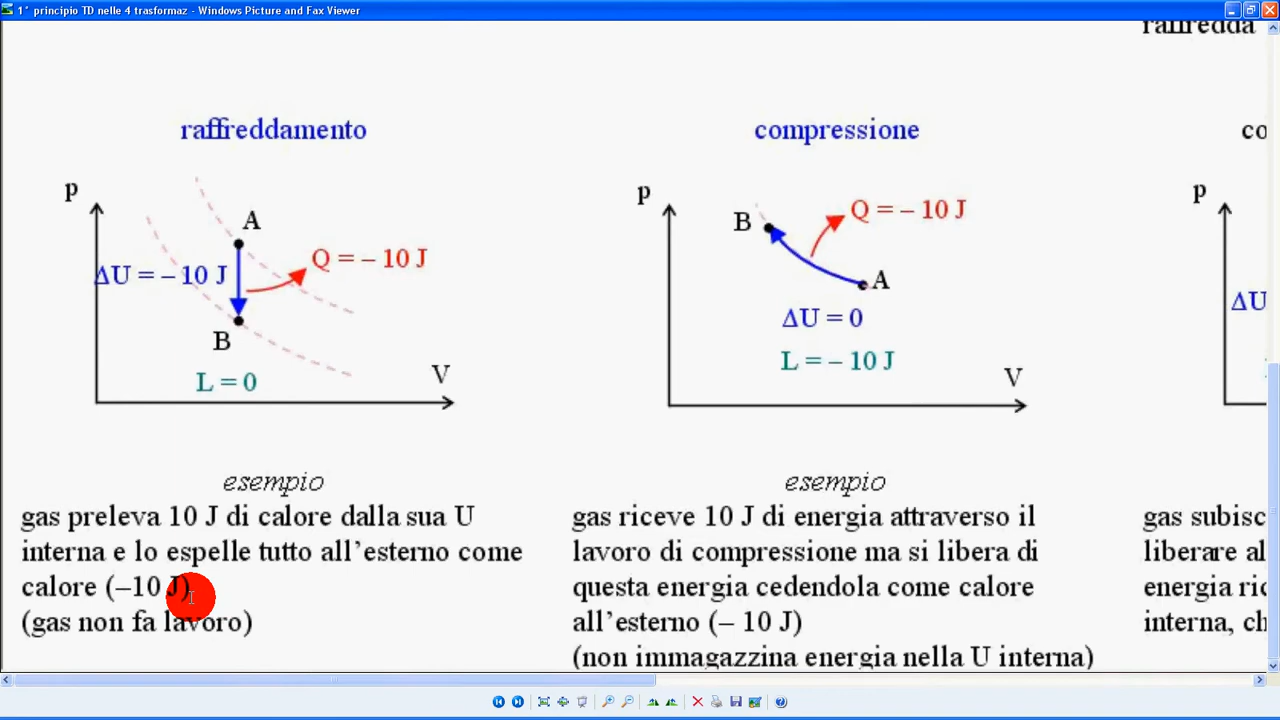 1° principio TD nelle 4 trasformaz - Windows Picture and Fax Viewer
raffredda
raffreddamento
p
A
ΔU = – 10 J
Q = – 10 J
B
L = 0
V
esempio
gas preleva 10 J di calore dalla sua U
interna e lo espelle tutto all’esterno come
calore (–10 J)
(gas non fa lavoro)
compressione
p
B
Q = – 10 J
A
ΔU = 0
L = – 10 J
V
esempio
gas riceve 10 J di energia attraverso il
lavoro di compressione ma si libera di
questa energia cedendola come calore
all’esterno (– 10 J)
(non immagazzina energia nella U interna)
co
p
ΔU
gas subisc
liberare al
energia ric
interna, ch